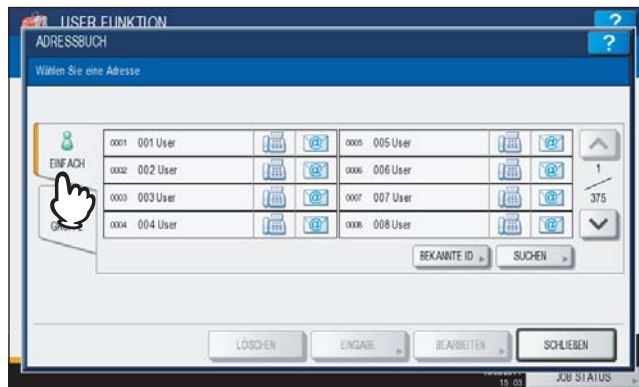 USER FUNKTION
?
ADRESSBUCH
?
Wählen Sie eine Adresse
EINFACH
0001 001 User
0002 002 User
0003 003 User
0004 004 User
0005 005 User
0006 006 User
0007 007 User
0008 008 User
1
375
BEKANNTE ID
SUCHEN
LÖSCHEN
EINGABE
BEARBEITEN
SCHLIEßEN
JOB STATUS